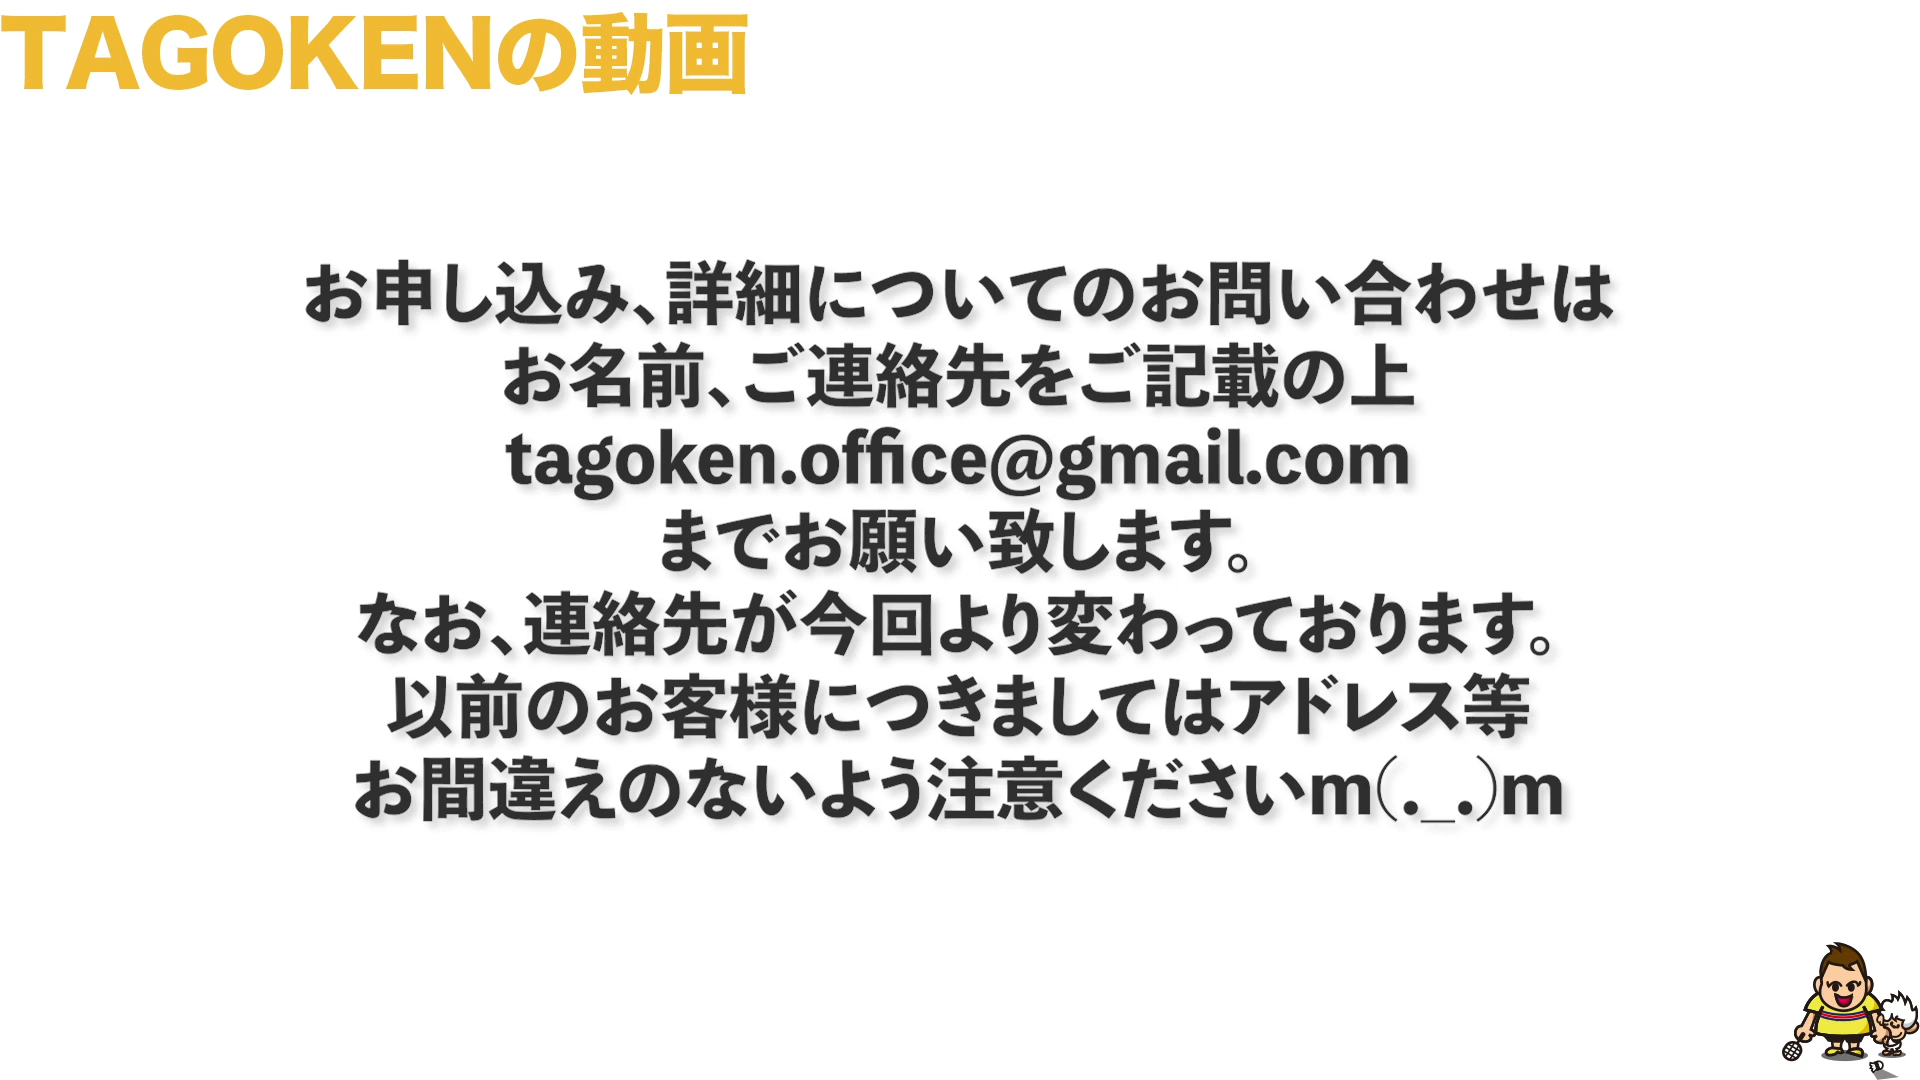 TAGOKENの動画
お申し込み、詳細についてのお問い合わせは
お名前、ご連絡先をご記載の上
tagoken.office@gmail.com
までお願い致します。
なお、連絡先が今回より変わっております。
以前のお客様につきましてはアドレス等
お間違えのないよう注意くださいm(._.)m